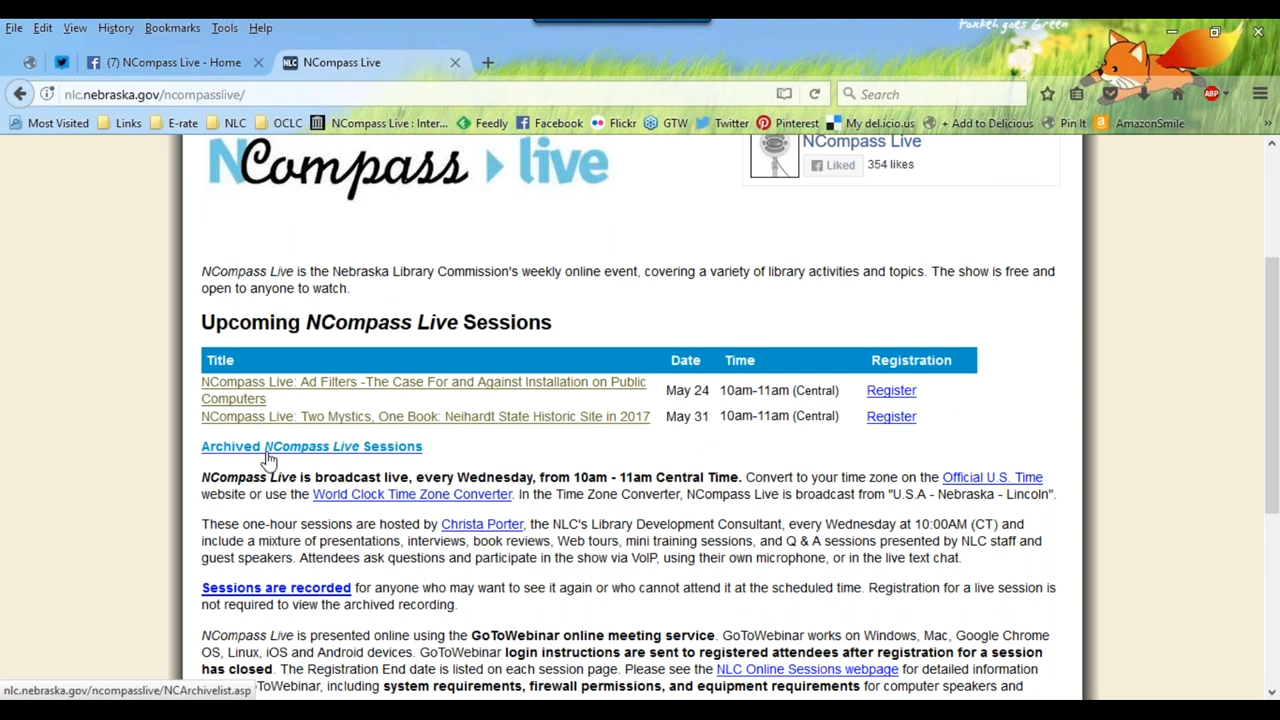 foxkeh goes Green
File Edit View History Bookmarks Tools Help
(7) NCompass Live - Home
NLC NCompass Live
nlc.nebraska.gov/ncompasslive/
Search
ABP
Most Visited Links E-rate NLC OCLC NCompass Live : Inter... Feedly Facebook Flickr GTW Twitter Pinterest My del.icio.us + Add to Delicious Pin It AmazonSmile
NCompass live
NCompass Live
Liked 354 likes
NCompass Live is the Nebraska Library Commission's weekly online event, covering a variety of library activities and topics. The show is free and
open to anyone to watch.
Upcoming NCompass Live Sessions
Title Date Time Registration
NCompass Live: Ad Filters -The Case For and Against Installation on Public
Computers May 24 10am-11am (Central) Register
NCompass Live: Two Mystics, One Book: Neihardt State Historic Site in 2017 May 31 10am-11am (Central) Register
Archived NCompass Live Sessions
NCompass Live is broadcast live, every Wednesday, from 10am - 11am Central Time. Convert to your time zone on the Official U.S. Time
website or use the World Clock Time Zone Converter. In the Time Zone Converter, NCompass Live is broadcast from "U.S.A - Nebraska - Lincoln".
These one-hour sessions are hosted by Christa Porter, the NLC's Library Development Consultant, every Wednesday at 10:00AM (CT) and
include a mixture of presentations, interviews, book reviews, Web tours, mini training sessions, and Q & A sessions presented by NLC staff and
guest speakers. Attendees ask questions and participate in the show via VoIP, using their own microphone, or in the live text chat.
Sessions are recorded for anyone who may want to see it again or who cannot attend it at the scheduled time. Registration for a live session is
not required to view the archived recording.
NCompass Live is presented online using the GoToWebinar online meeting service. GoToWebinar works on Windows, Mac, Google Chrome
OS, Linux, iOS and Android devices. GoToWebinar login instructions are sent to registered attendees after registration for a session
has closed. The Registration End date is listed on each session page. Please see the NLC Online Sessions webpage for detailed information
ToWebinar, including system requirements, firewall permissions, and equipment requirements for computer speakers and
nlc.nebraska.gov/ncompasslive/NCArchivelist.asp